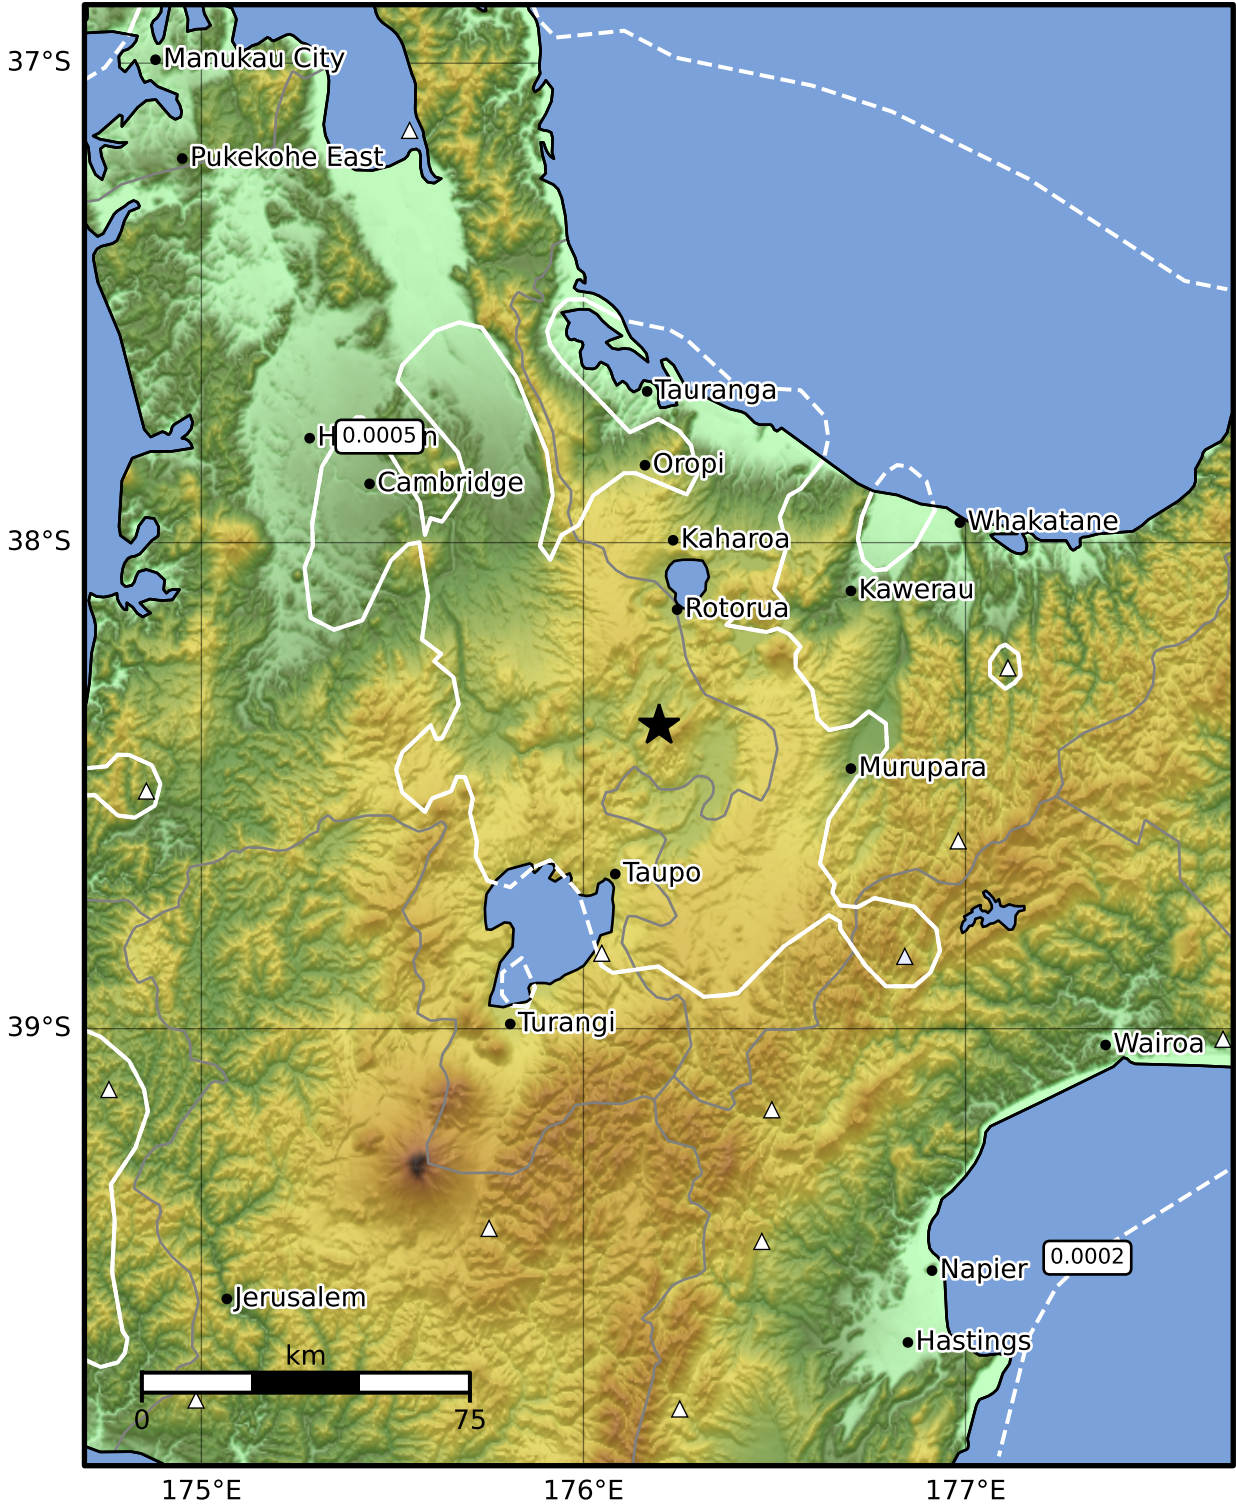 37°S
Manukau City
Pukekohe East
Tauranga
0.0005
Oropi
Cambridge
Whakatane
Kaharoa
38°S
Kawerau
Rotorua
Murupara
Taupo
Turangi
39°S
Wairoa
0.0002
Napier
Jerusalem
Hastings
km
0
75
175°E
176°E
177°E